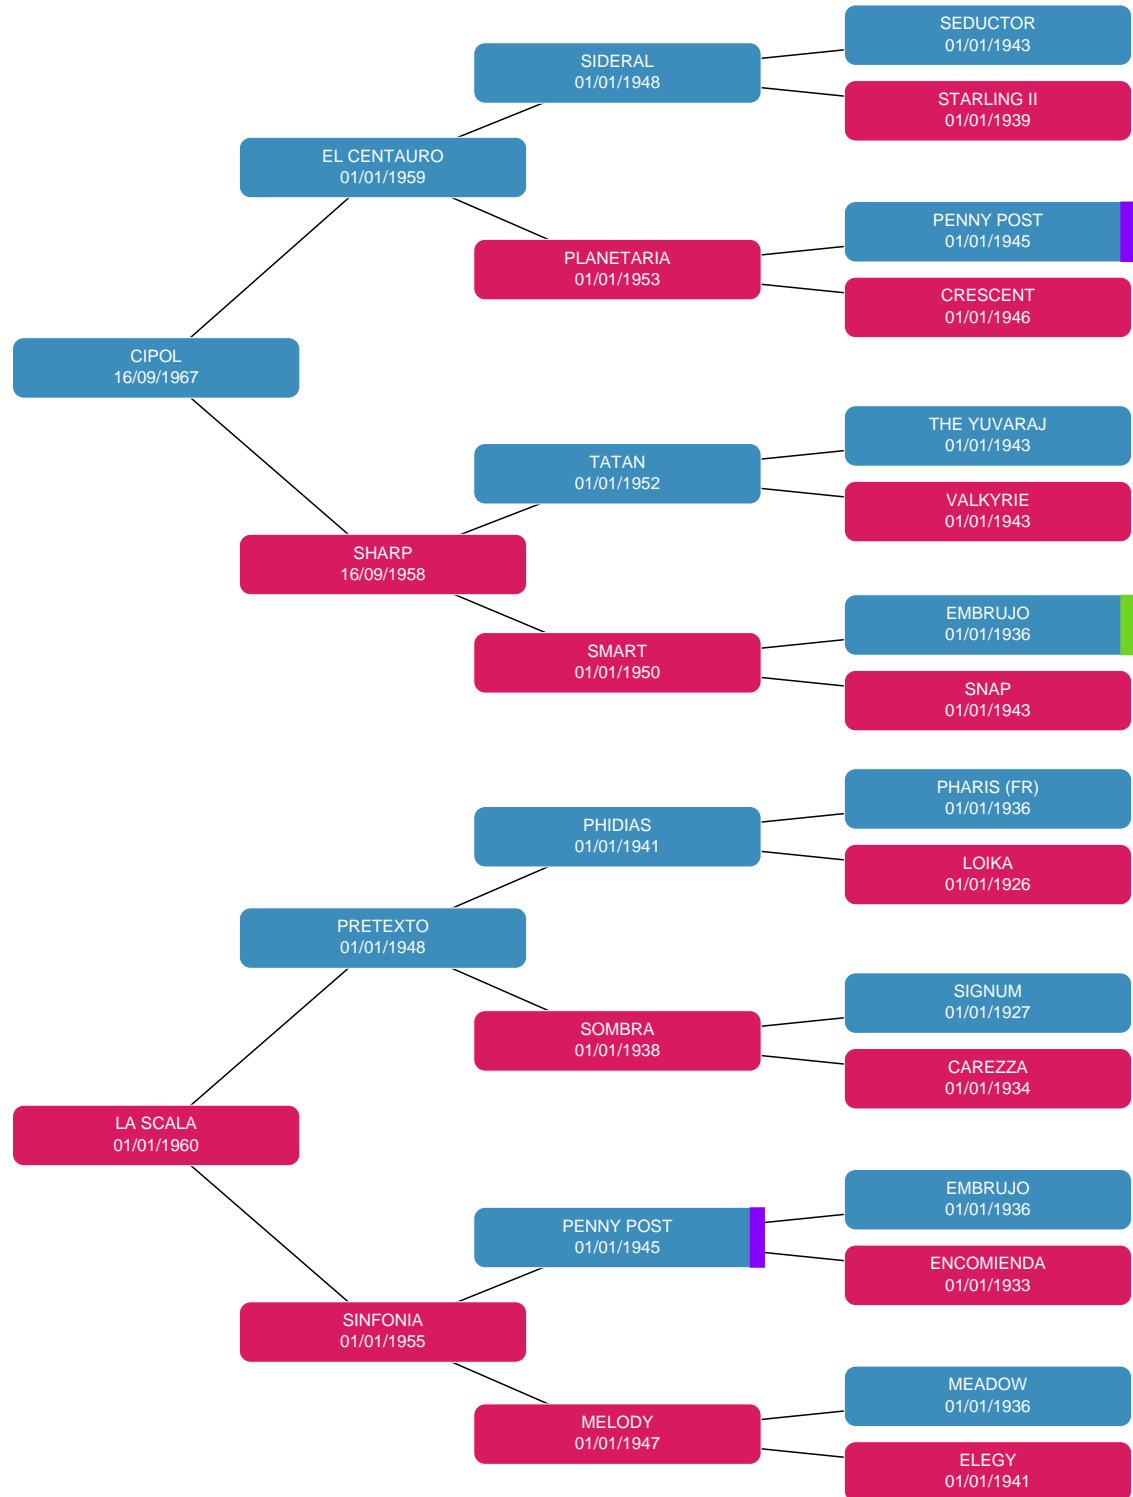 SEDUCTOR
01/01/1943
SIDERAL
01/01/1948
STARLING II
01/01/1939
EL CENTAURO
01/01/1959
PENNY POST
01/01/1945
PLANETARIA
01/01/1953
CRESCENT
01/01/1946
CIPOL
16/09/1967
THE YUVARAJ
01/01/1943
TATAN
01/01/1952
VALKYRIE
01/01/1943
SHARP
16/09/1958
EMBRUJO
01/01/1936
SMART
01/01/1950
SNAP
01/01/1943
PHARIS (FR)
01/01/1936
PHIDIAS
01/01/1941
LOIKA
01/01/1926
PRETEXTO
01/01/1948
SIGNUM
01/01/1927
SOMBRA
01/01/1938
CAREZZA
01/01/1934
LA SCALA
01/01/1960
EMBRUJO
01/01/1936
PENNY POST
01/01/1945
ENCOMIENDA
01/01/1933
SINFONIA
01/01/1955
MEADOW
01/01/1936
MELODY
01/01/1947
ELEGY
01/01/1941